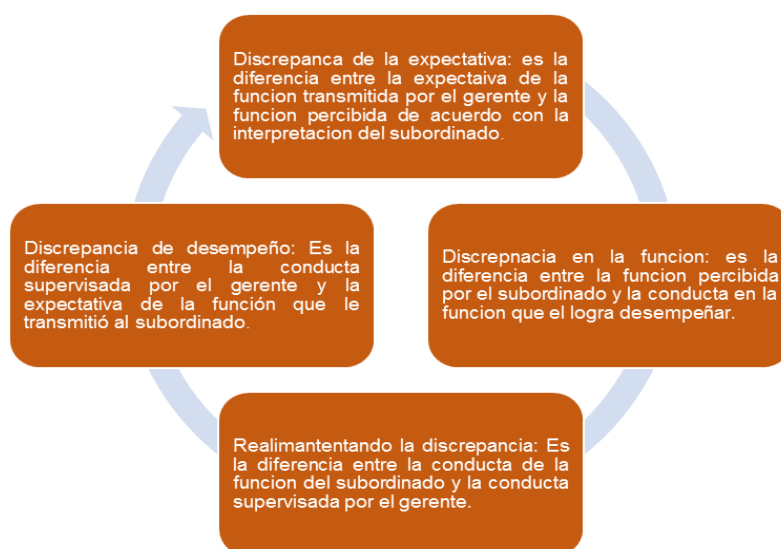 Discrepanca de la expectativa: es la
diferencia entre la expectaiva de la
funcion transmitida por el gerente y la
funcion percibida de acuerdo con la
interpretacion del subordinado.
Discrepancia de desempeño: Es la
diferencia entre la conducta
supervisada por el gerente y la
expectativa de la función que le
transmitió al subordinado.
Discrepnacia en la funcion: es la
diferencia entre la funcion percibida
por el subordinado y la conducta en la
funcion que el logra desempeñar.
Realimantentando la discrepancia: Es
la diferencia entre la conducta de la
funcion del subordinado y la conducta
supervisada por el gerente.